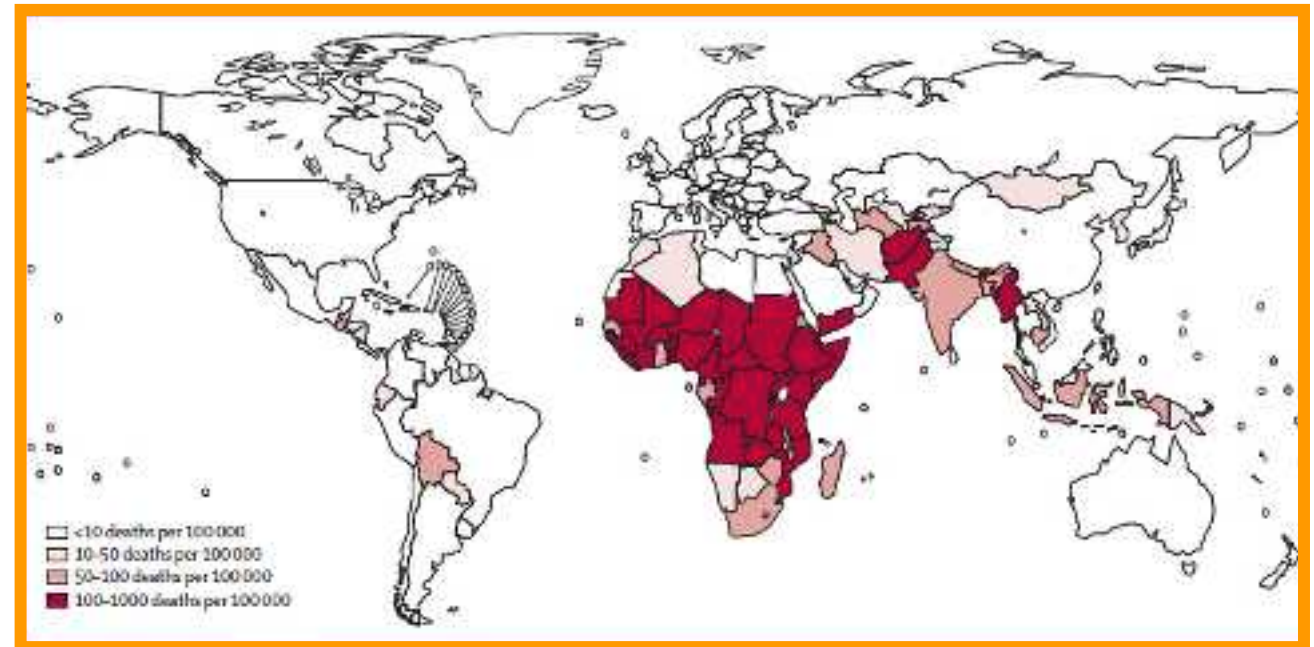 <10 deaths per 100 000
10–50 deaths per 100 000
50–100 deaths per 100 000
100–1000 deaths per 100 000